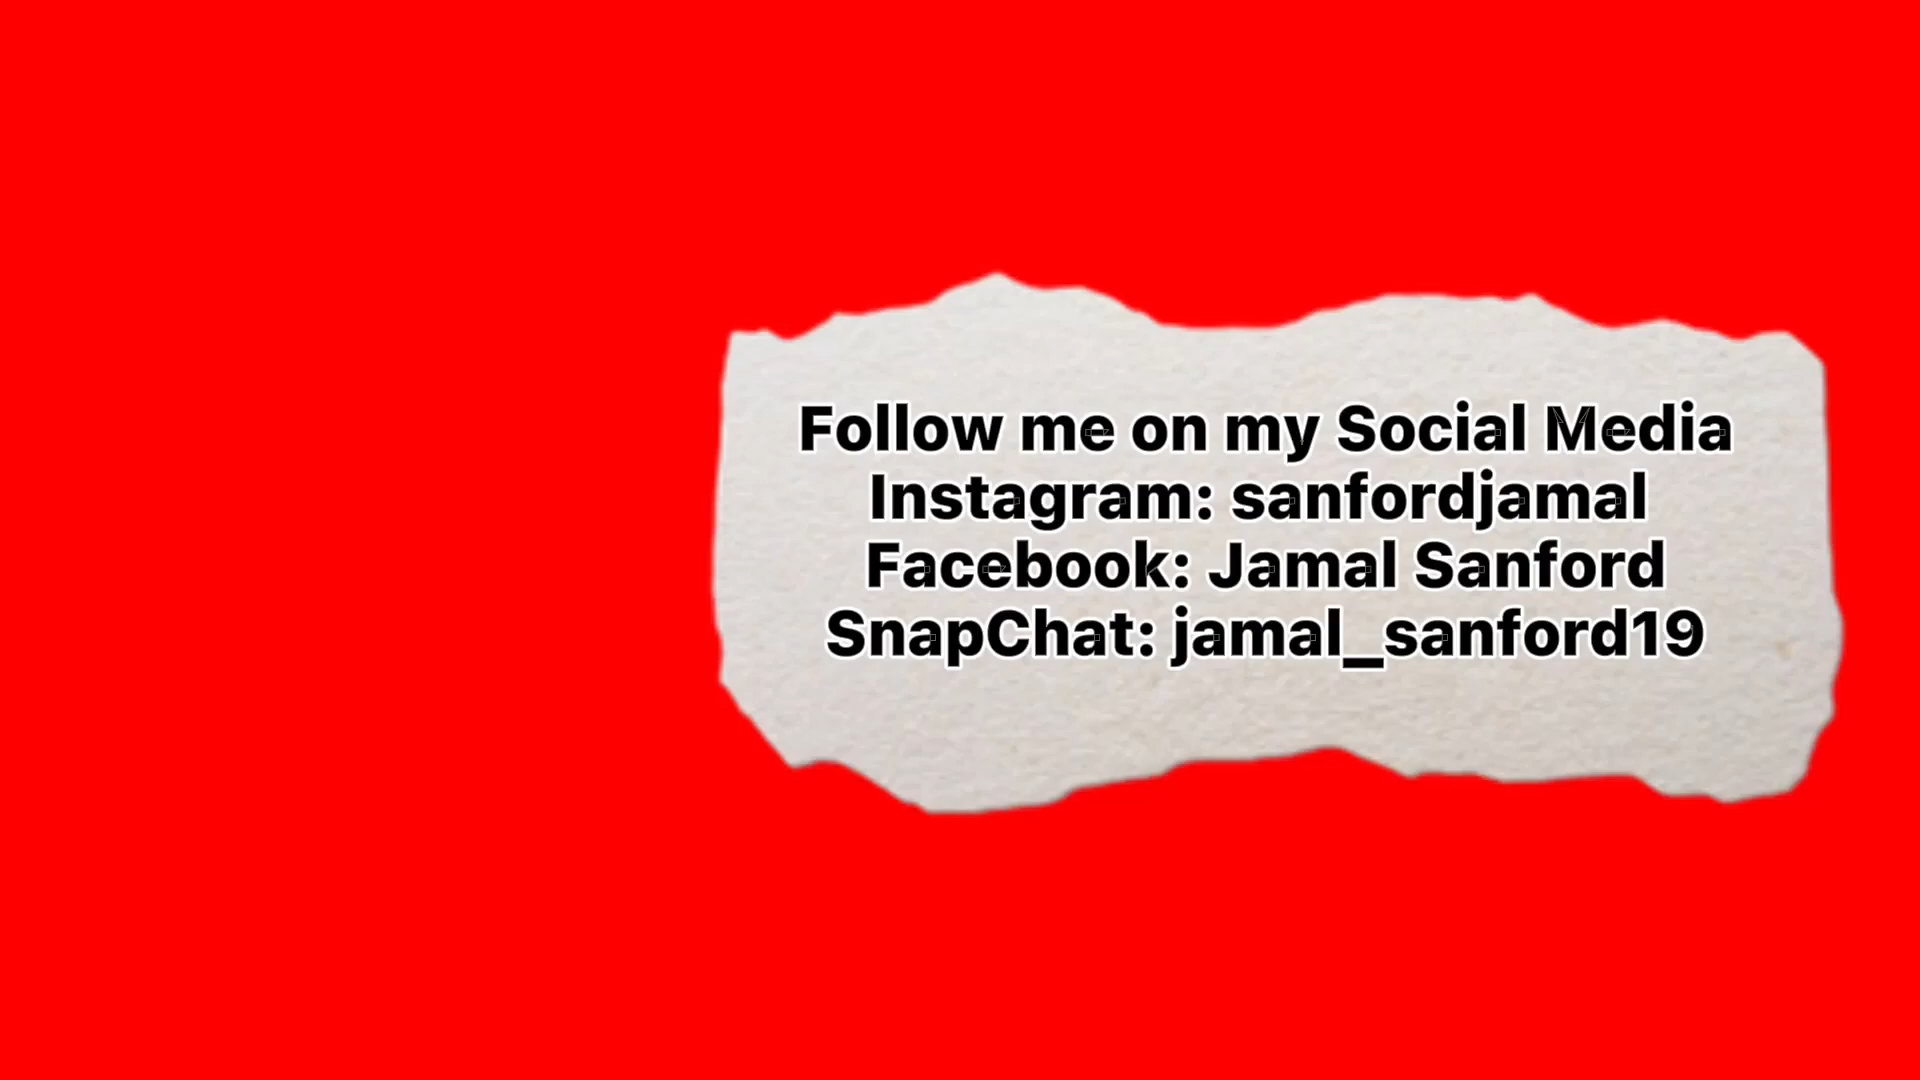 Follow me on my Social Media
Instagram: sanfordjamal
Facebook: Jamal Sanford
SnapChat: jamal_sanford19